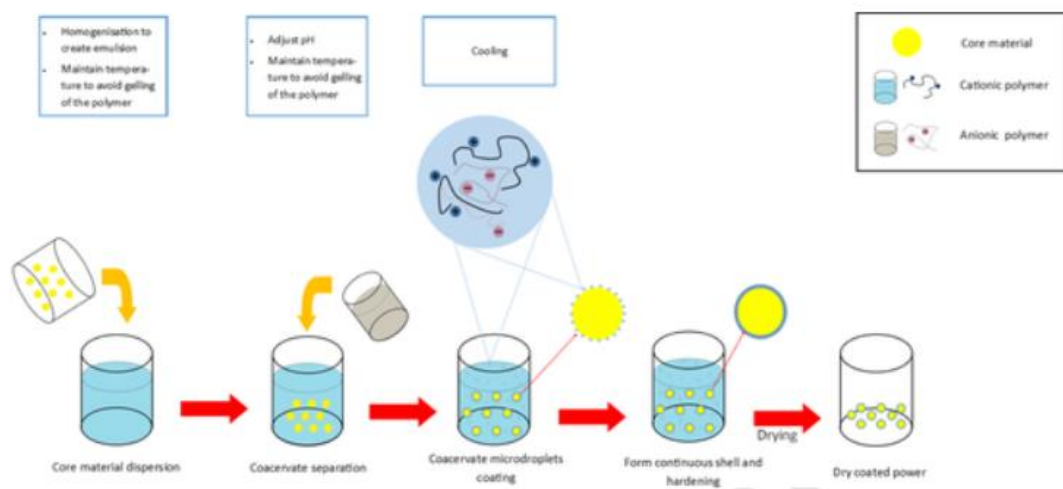 Homogenisation to
create emulsion
Maintain tempera-
ture to avoid gelling
of the polymer
Adjust pH
Maintain tempera-
ture to avoid gelling
of the polymer
Cooling
Core material
Cationic polymer
Anionic polymer
Core material dispersion
Coacervate separation
Coacervate microdroplets
coating
Form continuous shell and
hardening
Drying
Dry coated power